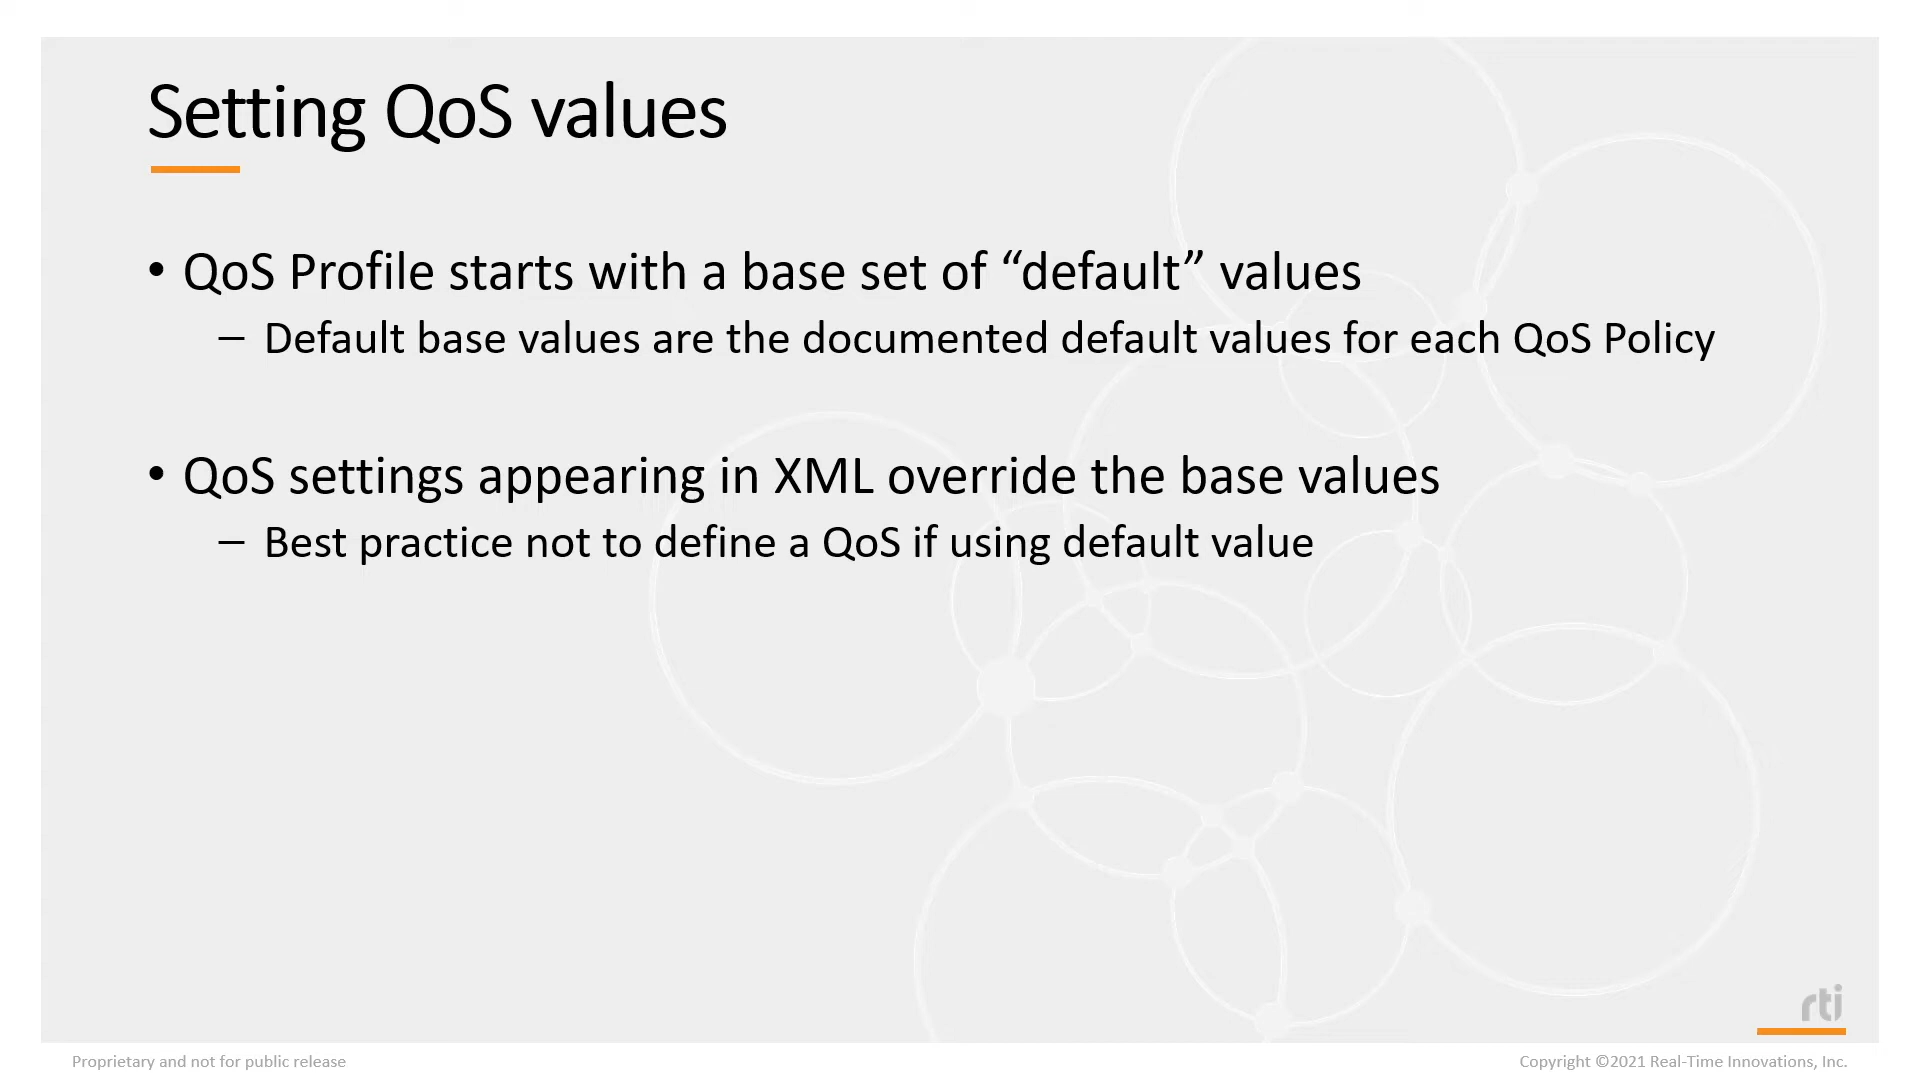 Setting QoS values
• QoS Profile starts with a base set of “default” values
– Default base values are the documented default values for each QoS Policy
• QoS settings appearing in XML override the base values
– Best practice not to define a QoS if using default value
rti
Proprietary and not for public release
Copyright ©2021 Real-Time Innovations, Inc.